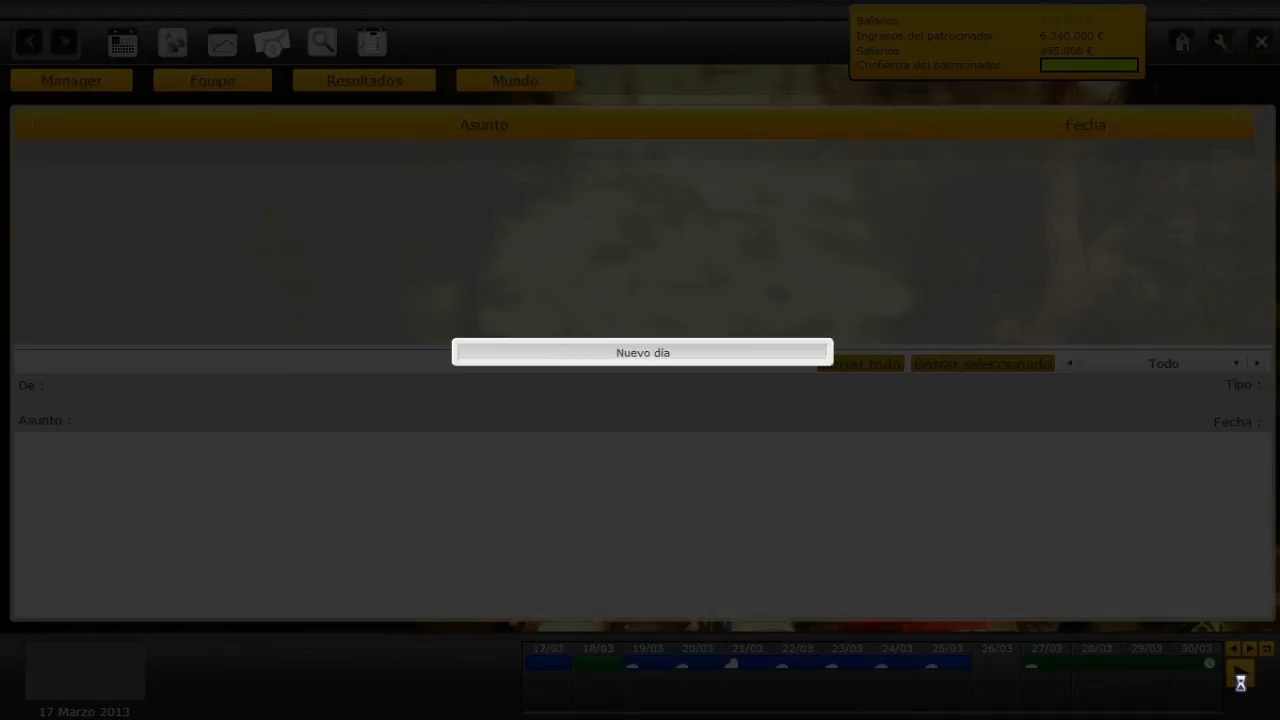 Balance
Ingresos del patrocinador 6.240.000 €
Salarios 495.800 €
Confianza del patrocinador
Manager Equipo Resultados Mundo
Asunto Fecha
Nuevo día
Borrar seleccionado Todo
De : Tipo :
Asunto : Fecha :
17/03 18/03 19/03 20/03 21/03 22/03 23/03 24/03 25/03 26/03 27/03 28/03 29/03 30/03
17 Marzo 2013